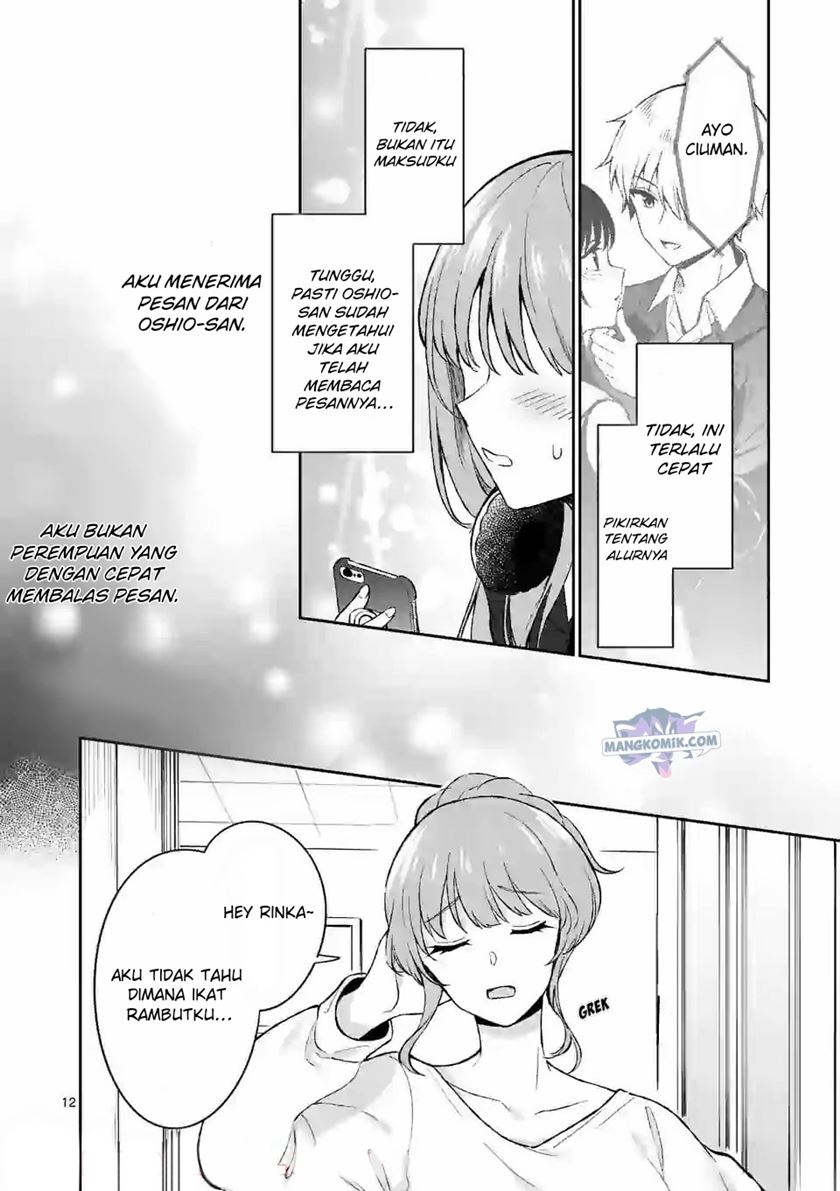 AYO
CIUMAN.
TIDAK, INI
TERLALU
CEPAT
PIKIRKAN
TENTANG
ALURNYA
TIDAK,
BUKAN ITU
MAKSUDKU
TUNGGU,
PASTI OSHIO-
SAN SUDAH
MENGETAHUI
JIKA AKU
TELAH
MEMBACA
PESANNYA...
AKU MENERIMA
PESAN DARI
OSHIO-SAN.
AKU BUKAN
PEREMPUAN YANG
DENGAN CEPAT
MEMBALAS PESAN.
MANGKOMIK.COM
HEY RINKA~
AKU TIDAK TAHU
DIMANA IKAT
RAMBUTKU...
GREK
12